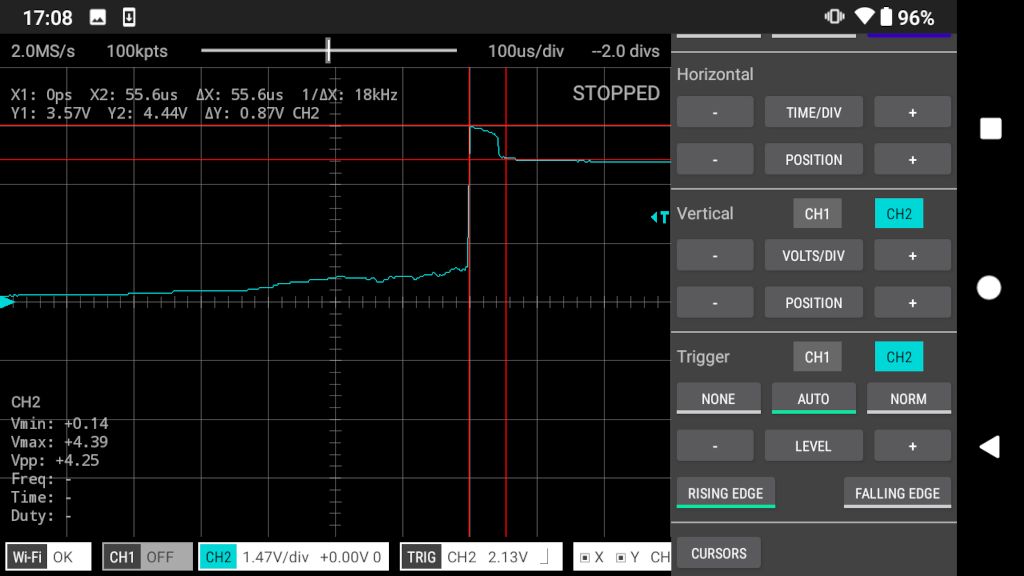 17:08 96%
2.0MS/s 100kpts 100us/div --2.0 divs
X1: 0ps X2: 55.6us ΔX: 55.6us 1/ΔX: 18kHz
Y1: 3.57V Y2: 4.44V ΔY: 0.87V CH2
STOPPED
T
CH2
Vmin: +0.14
Vmax: +4.39
Vpp: +4.25
Freq: -
Time: -
Duty: -
Wi-Fi OK CH1 OFF CH2 1.47V/div +0.00V 0 TRIG CH2 2.13V X Y CH
Horizontal
- TIME/DIV +
- POSITION +
Vertical CH1 CH2
- VOLTS/DIV +
- POSITION +
Trigger CH1 CH2
NONE AUTO NORM
- LEVEL +
RISING EDGE FALLING EDGE
CURSORS